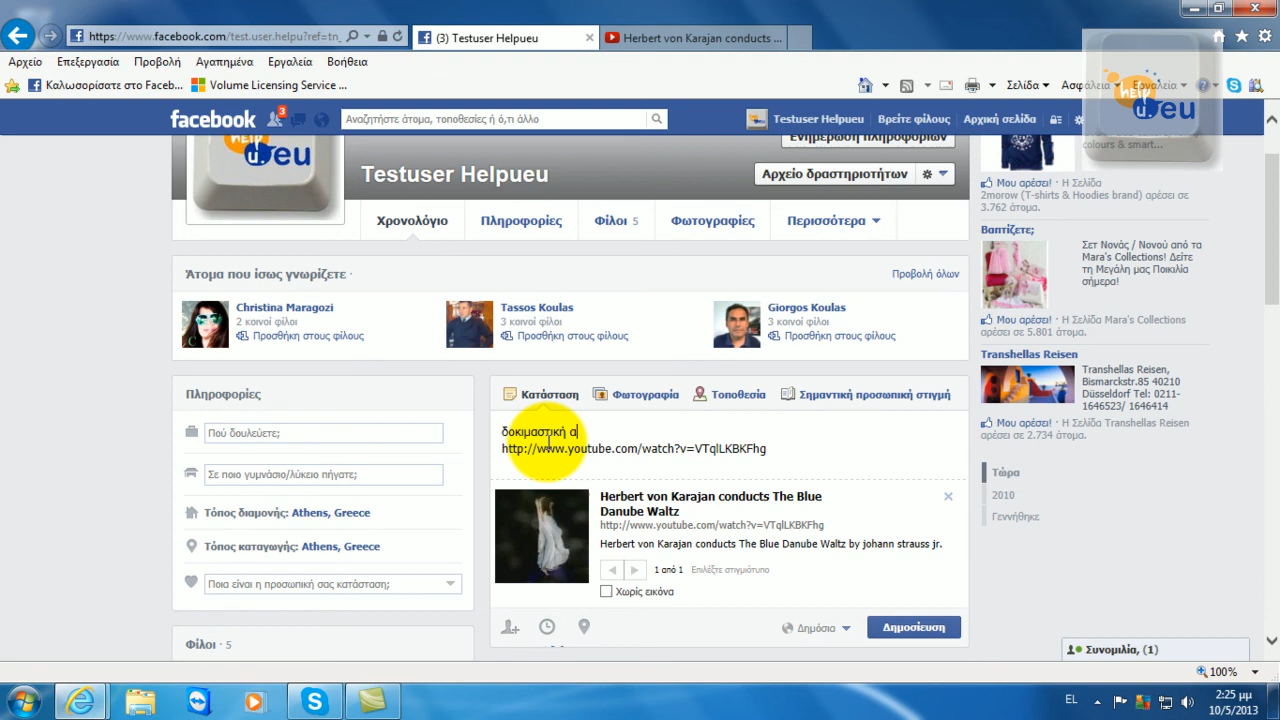 https://www.facebook.com/test.user.helpu?ref=tn_
(3) Testuser Helpueu
Herbert von Karajan conducts ...
Αρχείο Επεξεργασία Προβολή Αγαπημένα Εργαλεία Βοήθεια
Καλωσορίσατε στο Faceb...
Volume Licensing Service ...
Σελίδα Ασφάλεια Εργαλεία
help
u.eu
facebook
3
Αναζητήστε άτομα, τοποθεσίες ή ό,τι άλλο
Testuser Helpueu
Βρείτε φίλους
Αρχική σελίδα
help
u.eu
Ενημέρωση πληροφοριών
Testuser Helpueu
Αρχείο δραστηριοτήτων
Χρονολόγιο
Πληροφορίες
Φίλοι 5
Φωτογραφίες
Περισσότερα
Άτομα που ίσως γνωρίζετε ·
Προβολή όλων
Christina Maragozi
2 κοινοί φίλοι
Προσθήκη στους φίλους
Tassos Koulas
3 κοινοί φίλοι
Προσθήκη στους φίλους
Giorgos Koulas
3 κοινοί φίλοι
Προσθήκη στους φίλους
Πληροφορίες
Πού δουλεύετε;
Σε ποιο γυμνάσιο/λύκειο πήγατε;
Τόπος διαμονής: Athens, Greece
Τόπος καταγωγής: Athens, Greece
Ποια είναι η προσωπική σας κατάσταση;
Φίλοι · 5
Κατάσταση
Φωτογραφία
Τοποθεσία
Σημαντική προσωπική στιγμή
δοκιμαστική α
http://www.youtube.com/watch?v=VTqlLKBKFhg
Herbert von Karajan conducts The Blue
Danube Waltz
http://www.youtube.com/watch?v=VTqlLKBKFhg
Herbert von Karajan conducts The Blue Danube Waltz by johann strauss jr.
1 από 1 Επιλέξτε στιγμιότυπο
Χωρίς εικόνα
Δημόσια
Δημοσίευση
colours & smart...
Μου αρέσει! · Η Σελίδα
2morow (T-shirts & Hoodies brand) αρέσει σε
3.762 άτομα.
Βαπτίζετε;
Σετ Νονάς / Νονού από τα
Mara's Collections! Δείτε
τη Μεγάλη μας Ποικιλία
σήμερα!
Μου αρέσει! · Η Σελίδα Mara's Collections
αρέσει σε 5.801 άτομα.
Transhellas Reisen
Transhellas Reisen,
Bismarckstr.85 40210
Düsseldorf Tel: 0211-
1646523/ 1646414
Μου αρέσει! · Η Σελίδα Transhellas Reisen
αρέσει σε 2.734 άτομα.
Τώρα
2010
Γεννήθηκε
Συνομιλία, (1)
100%
EL
2:25 μμ
10/5/2013